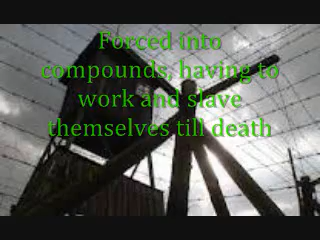 Forced into
compounds, having to
work and slave
themselves till death